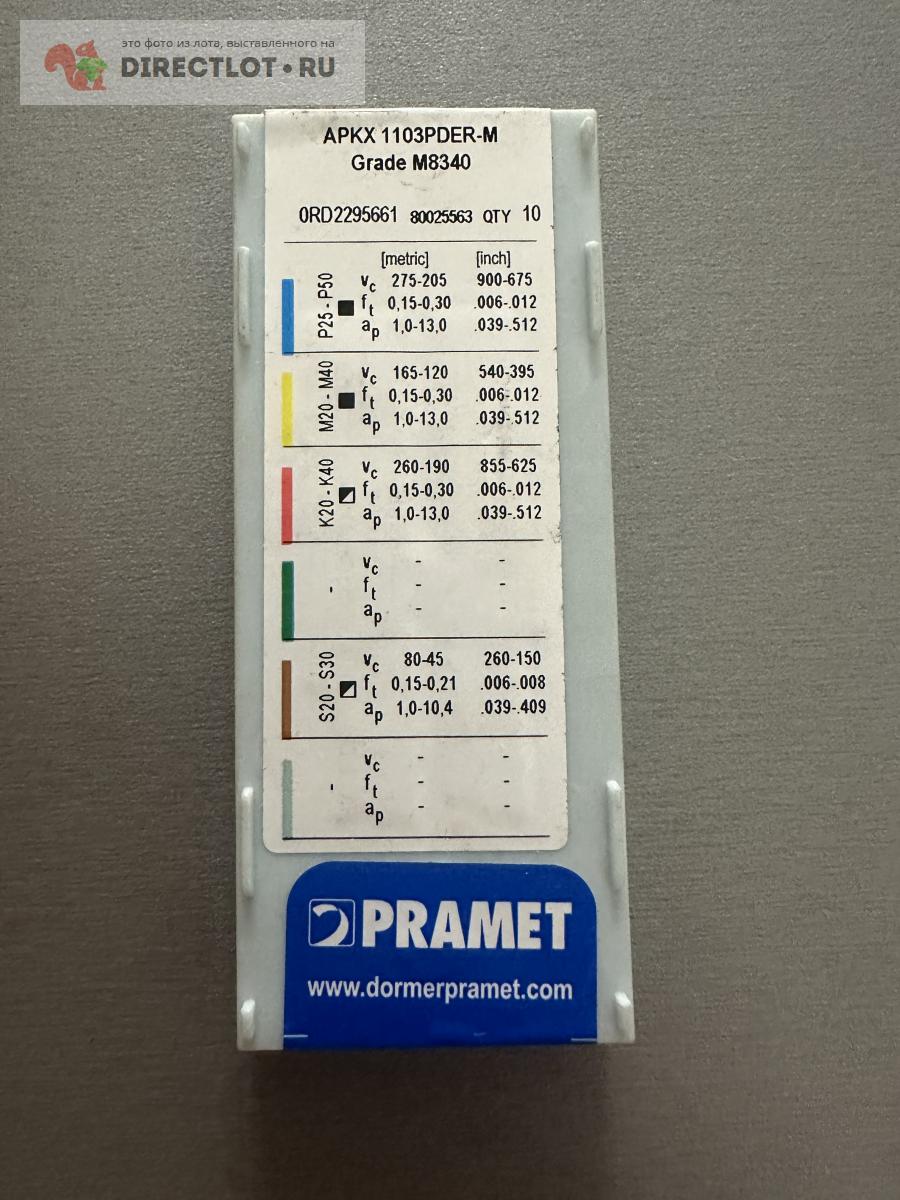 это фото из лота, выставленного на
DIRECTLOT•RU
APKX 1103PDER-M
Grade M8340
0RD2295661 80025563 QTY 10
[metric] [inch]
P25 - P50
vc 275-205 900-675
ft 0,15-0,30 .006-.012
ap 1,0-13,0 .039-.512
M20 - M40
vc 165-120 540-395
ft 0,15-0,30 .006-.012
ap 1,0-13,0 .039-.512
K20 - K40
vc 260-190 855-625
ft 0,15-0,30 .006-.012
ap 1,0-13,0 .039-.512
-
vc - -
ft - -
ap - -
S20 - S30
vc 80-45 260-150
ft 0,15-0,21 .006-.008
ap 1,0-10,4 .039-.409
-
vc - -
ft - -
ap - -
PRAMET
www.dormerpramet.com